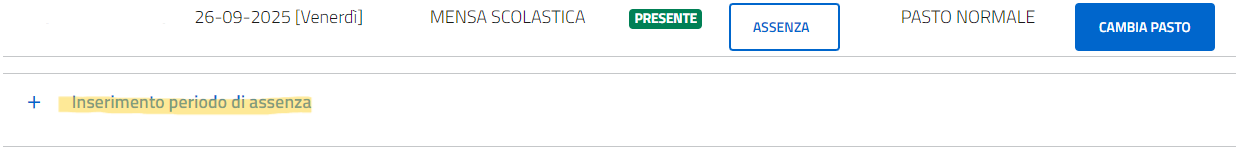 26-09-2025 [Venerdì] MENSA SCOLASTICA PRESENTE ASSENZA PASTO NORMALE CAMBIA PASTO
+ Inserimento periodo di assenza